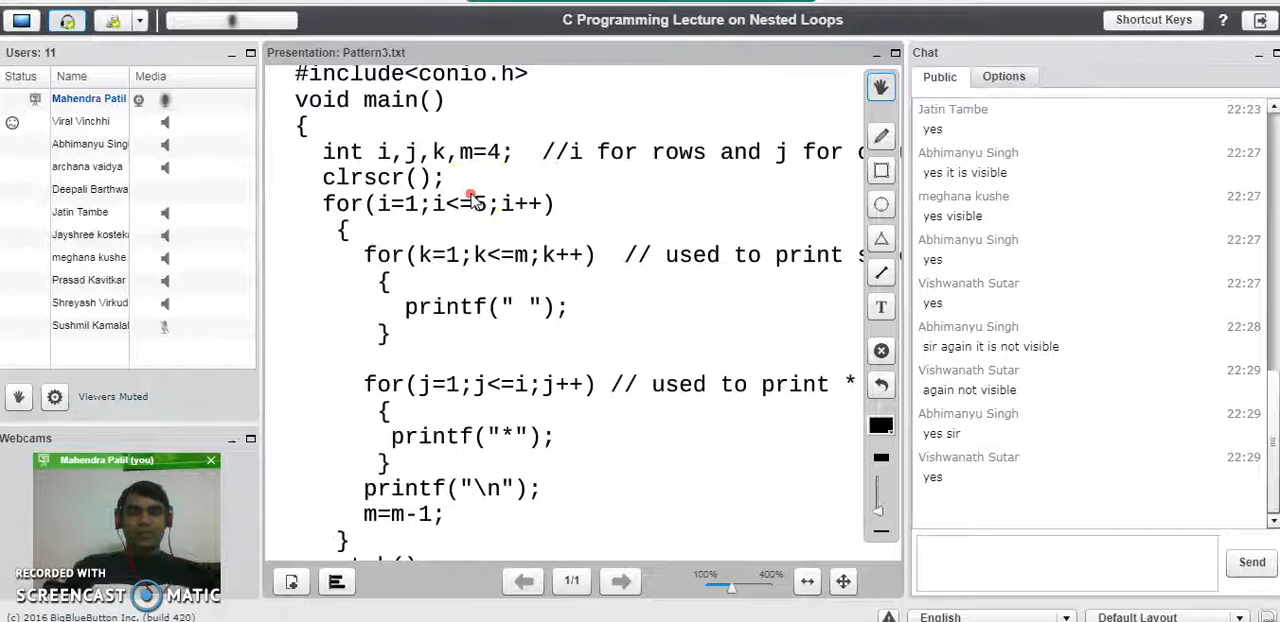 C Programming Lecture on Nested Loops
Shortcut Keys
?
Users: 11
Status Name Media
Mahendra Patil
Viral Vinchhi
Abhimanyu Singl
archana vaidya
Deepali Barthwa
Jatin Tambe
Jayshree kosteka
meghana kushe
Prasad Kavitkar
Shreyash Virkud
Sushmil Kamalal
Viewers Muted
Webcams
Mahendra Patil (you)
RECORDED WITH
SCREENCAST MATIC
(c) 2016 BigBlueButton Inc. (build 420)
Presentation: Pattern3.txt
#include<conio.h>
void main()
{
int i,j,k,m=4; //i for rows and j for
clrscr();
for(i=1;i<=5;i++)
{
for(k=1;k<=m;k++) // used to print s
{
printf(" ");
}
for(j=1;j<=i;j++) // used to print *
{
printf("*");
}
printf("\n");
m=m-1;
}
T
1/1
100% 400%
Chat
Public Options
Jatin Tambe 22:23
yes
Abhimanyu Singh 22:27
yes it is visible
meghana kushe 22:27
yes visible
Abhimanyu Singh 22:27
yes
Vishwanath Sutar 22:27
yes
Abhimanyu Singh 22:28
sir again it is not visible
Vishwanath Sutar 22:29
again not visible
Abhimanyu Singh 22:29
yes sir
Vishwanath Sutar 22:29
yes
Send
English Default Layout